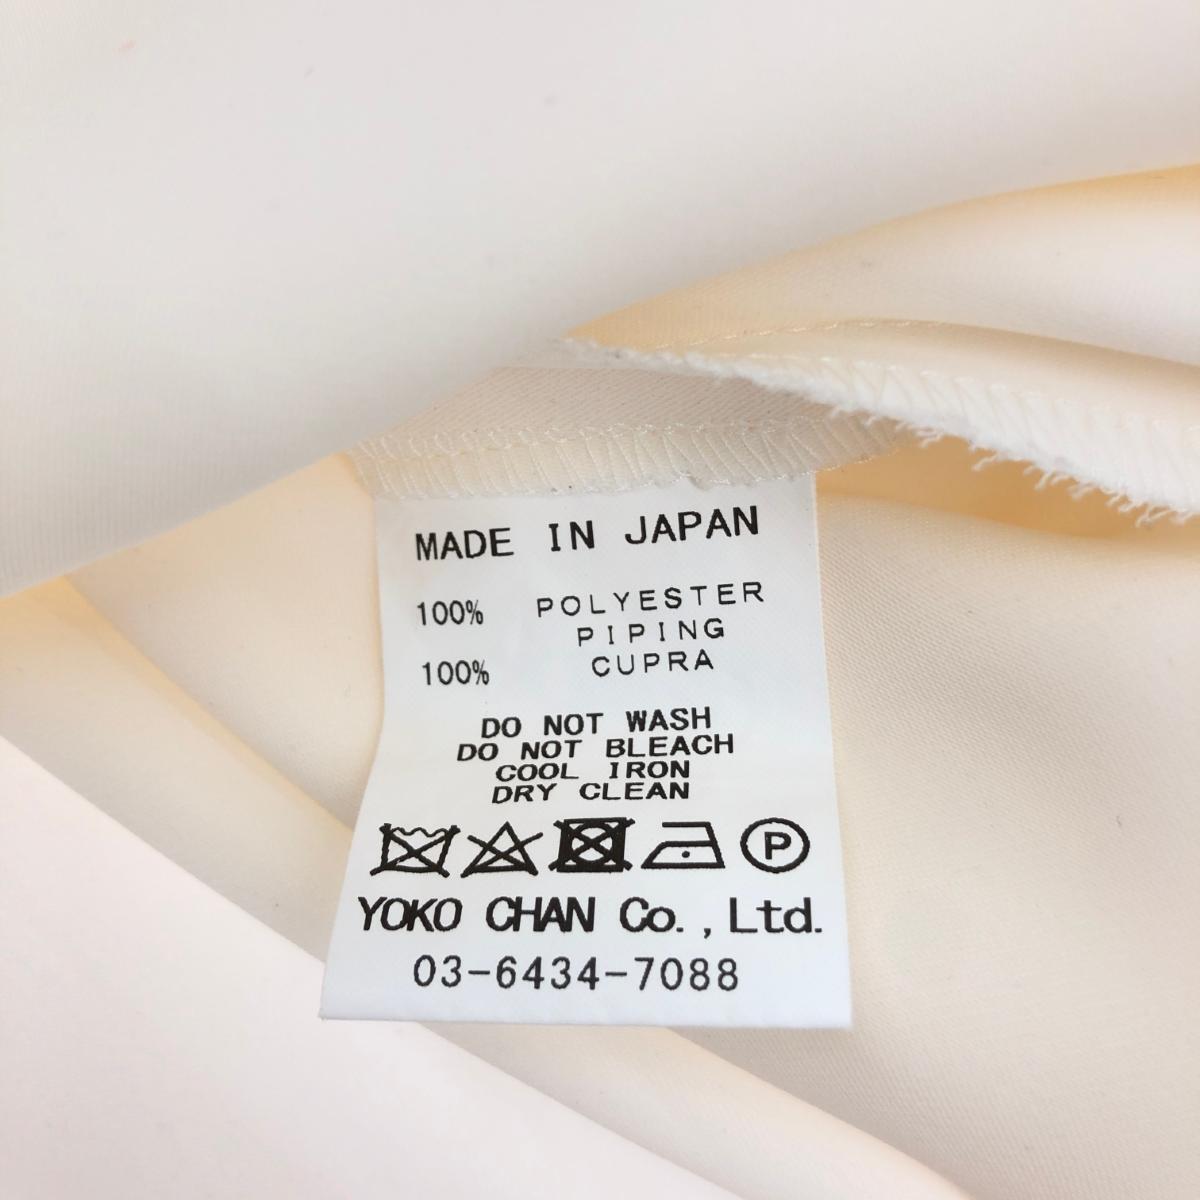 MADE IN JAPAN
100% POLYESTER
PIPING
100% CUPRA
DO NOT WASH
DO NOT BLEACH
COOL IRON
DRY CLEAN
P
YOKO CHAN Co., Ltd.
03-6434-7088